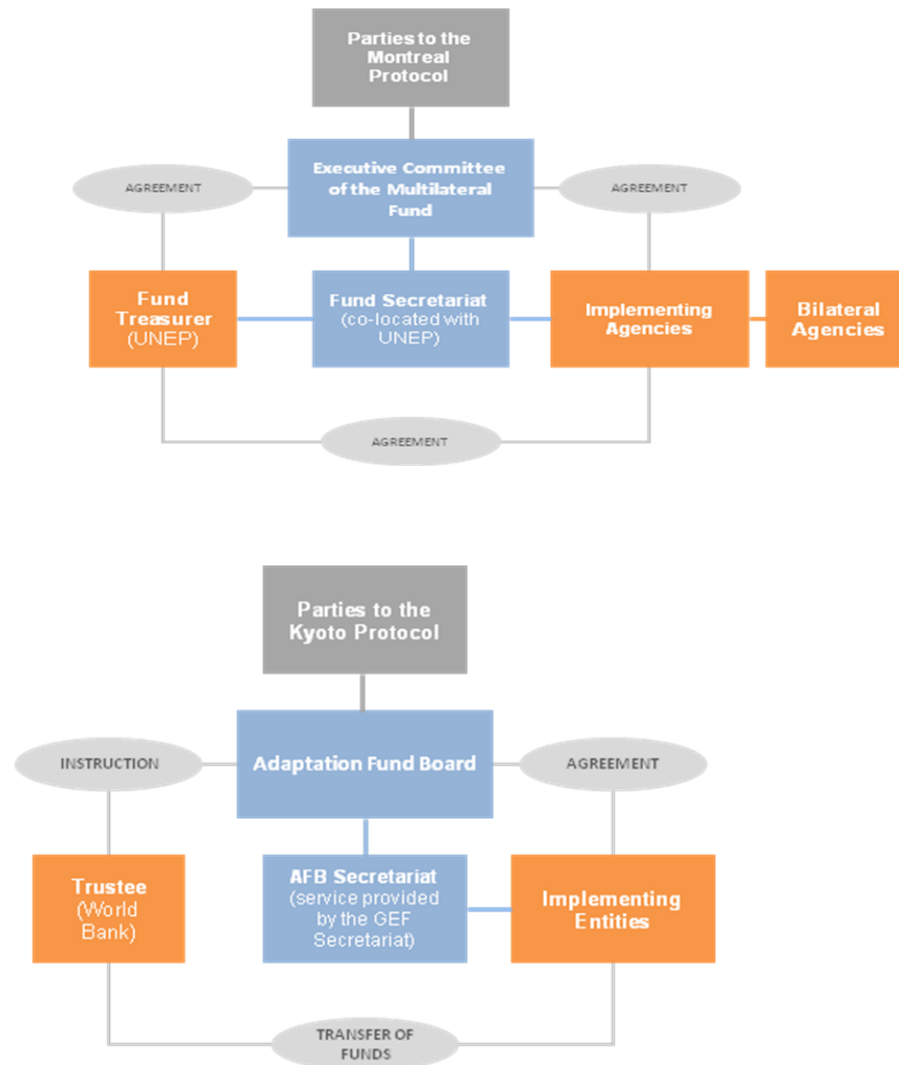 Parties to the
Montreal
Protocol
Executive Committee
of the Multilateral
Fund
AGREEMENT
AGREEMENT
Fund
Treasurer
(UNEP)
Fund Secretariat
(co-located with
UNEP)
Implementing
Agencies
Bilateral
Agencies
AGREEMENT
Parties to the
Kyoto Protocol
Adaptation Fund Board
INSTRUCTION
AGREEMENT
Trustee
(World
Bank)
AFB Secretariat
(service provided
by the GEF
Secretariat)
Implementing
Entities
TRANSFER OF
FUNDS